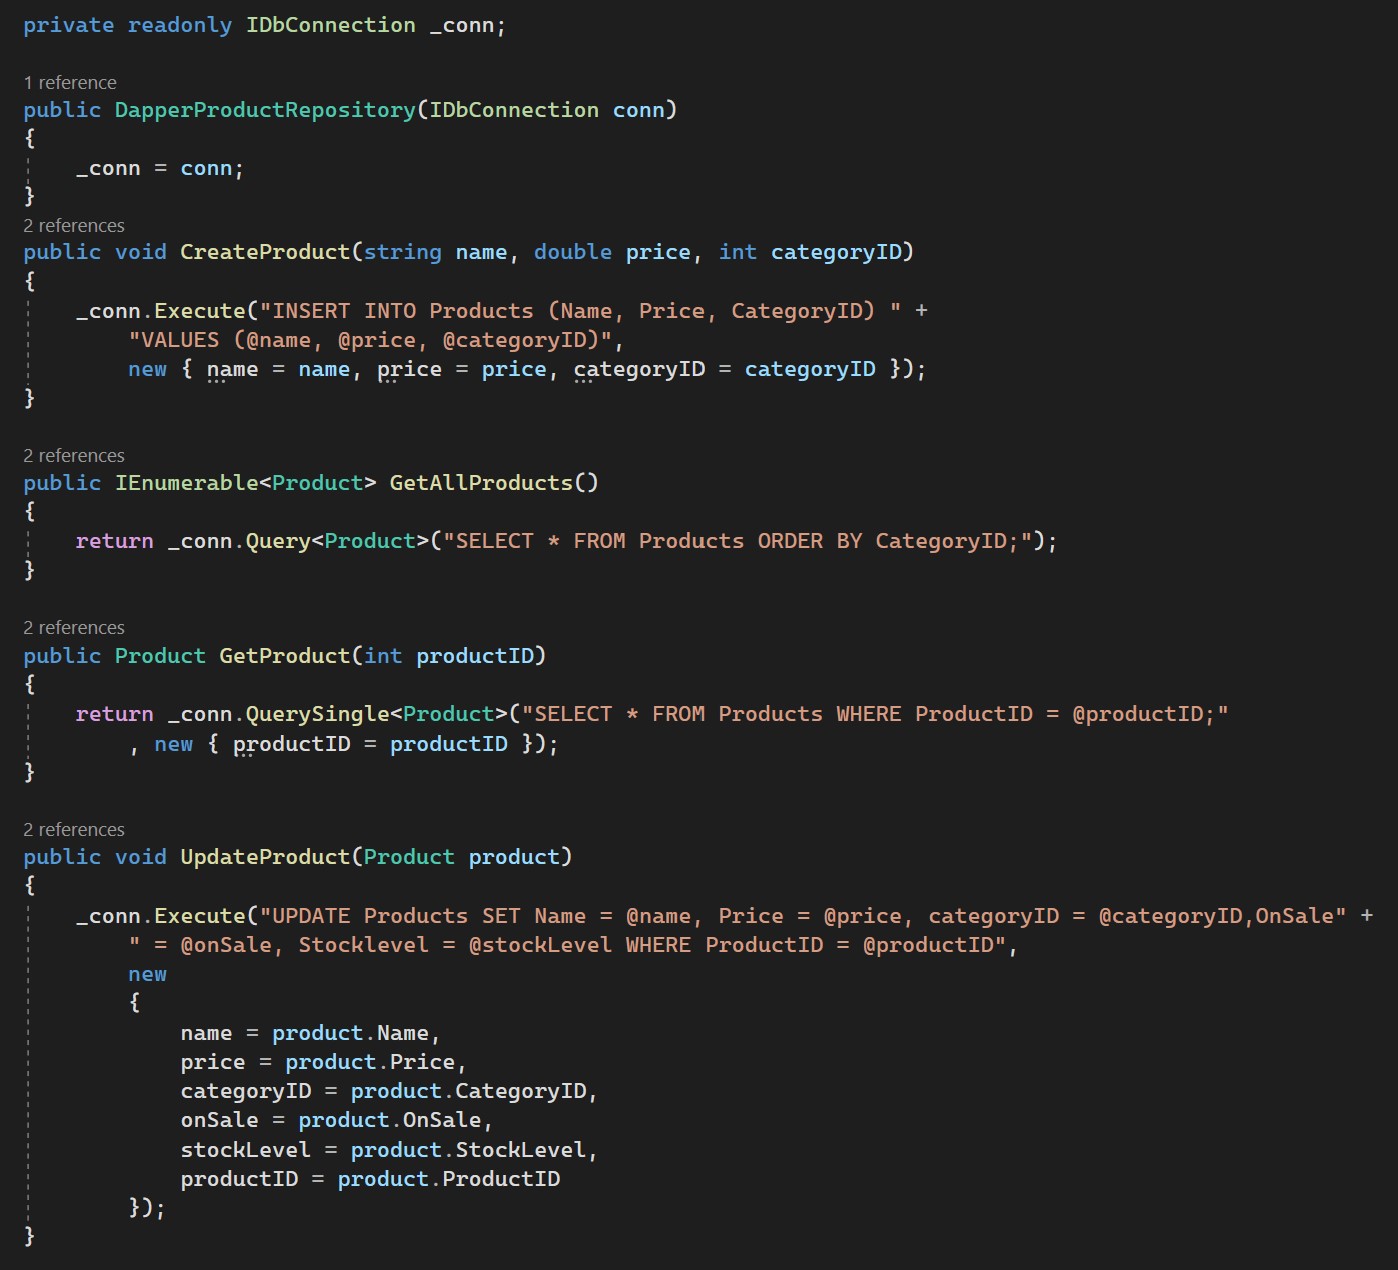 private readonly IDbConnection _conn;
1 reference
public DapperProductRepository(IDbConnection conn)
{
    _conn = conn;
}
2 references
public void CreateProduct(string name, double price, int categoryID)
{
    _conn.Execute("INSERT INTO Products (Name, Price, CategoryID) " +
        "VALUES (@name, @price, @categoryID)",
        new { name = name, price = price, categoryID = categoryID });
}
2 references
public IEnumerable<Product> GetAllProducts()
{
    return _conn.Query<Product>("SELECT * FROM Products ORDER BY CategoryID;");
}
2 references
public Product GetProduct(int productID)
{
    return _conn.QuerySingle<Product>("SELECT * FROM Products WHERE ProductID = @productID;"
        , new { productID = productID });
}
2 references
public void UpdateProduct(Product product)
{
    _conn.Execute("UPDATE Products SET Name = @name, Price = @price, categoryID = @categoryID,OnSale" +
        " = @onSale, Stocklevel = @stockLevel WHERE ProductID = @productID",
        new
        {
            name = product.Name,
            price = product.Price,
            categoryID = product.CategoryID,
            onSale = product.OnSale,
            stockLevel = product.StockLevel,
            productID = product.ProductID
        });
}